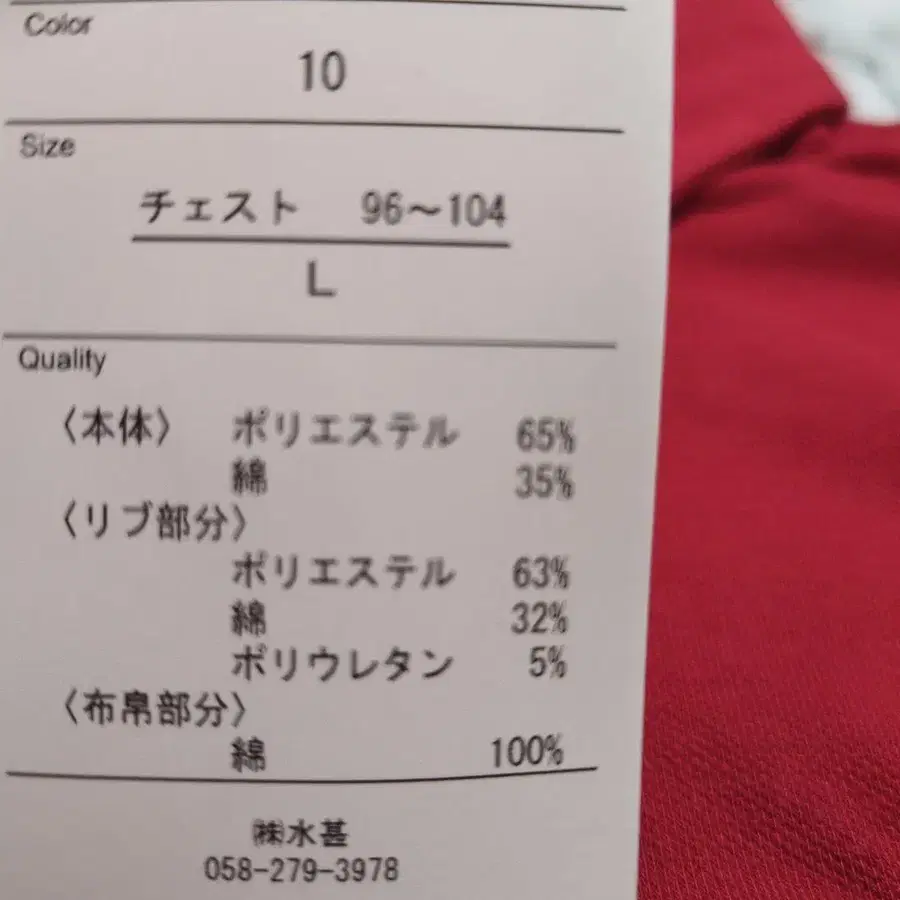 Color
10
Size
チェスト 96～104
L
Quality
〈本体〉 ポリエステル 65%
綿 35%
〈リブ部分〉
ポリエステル 63%
綿 32%
ポリウレタン 5%
〈布帛部分〉
綿 100%
㈱水甚
058-279-3978